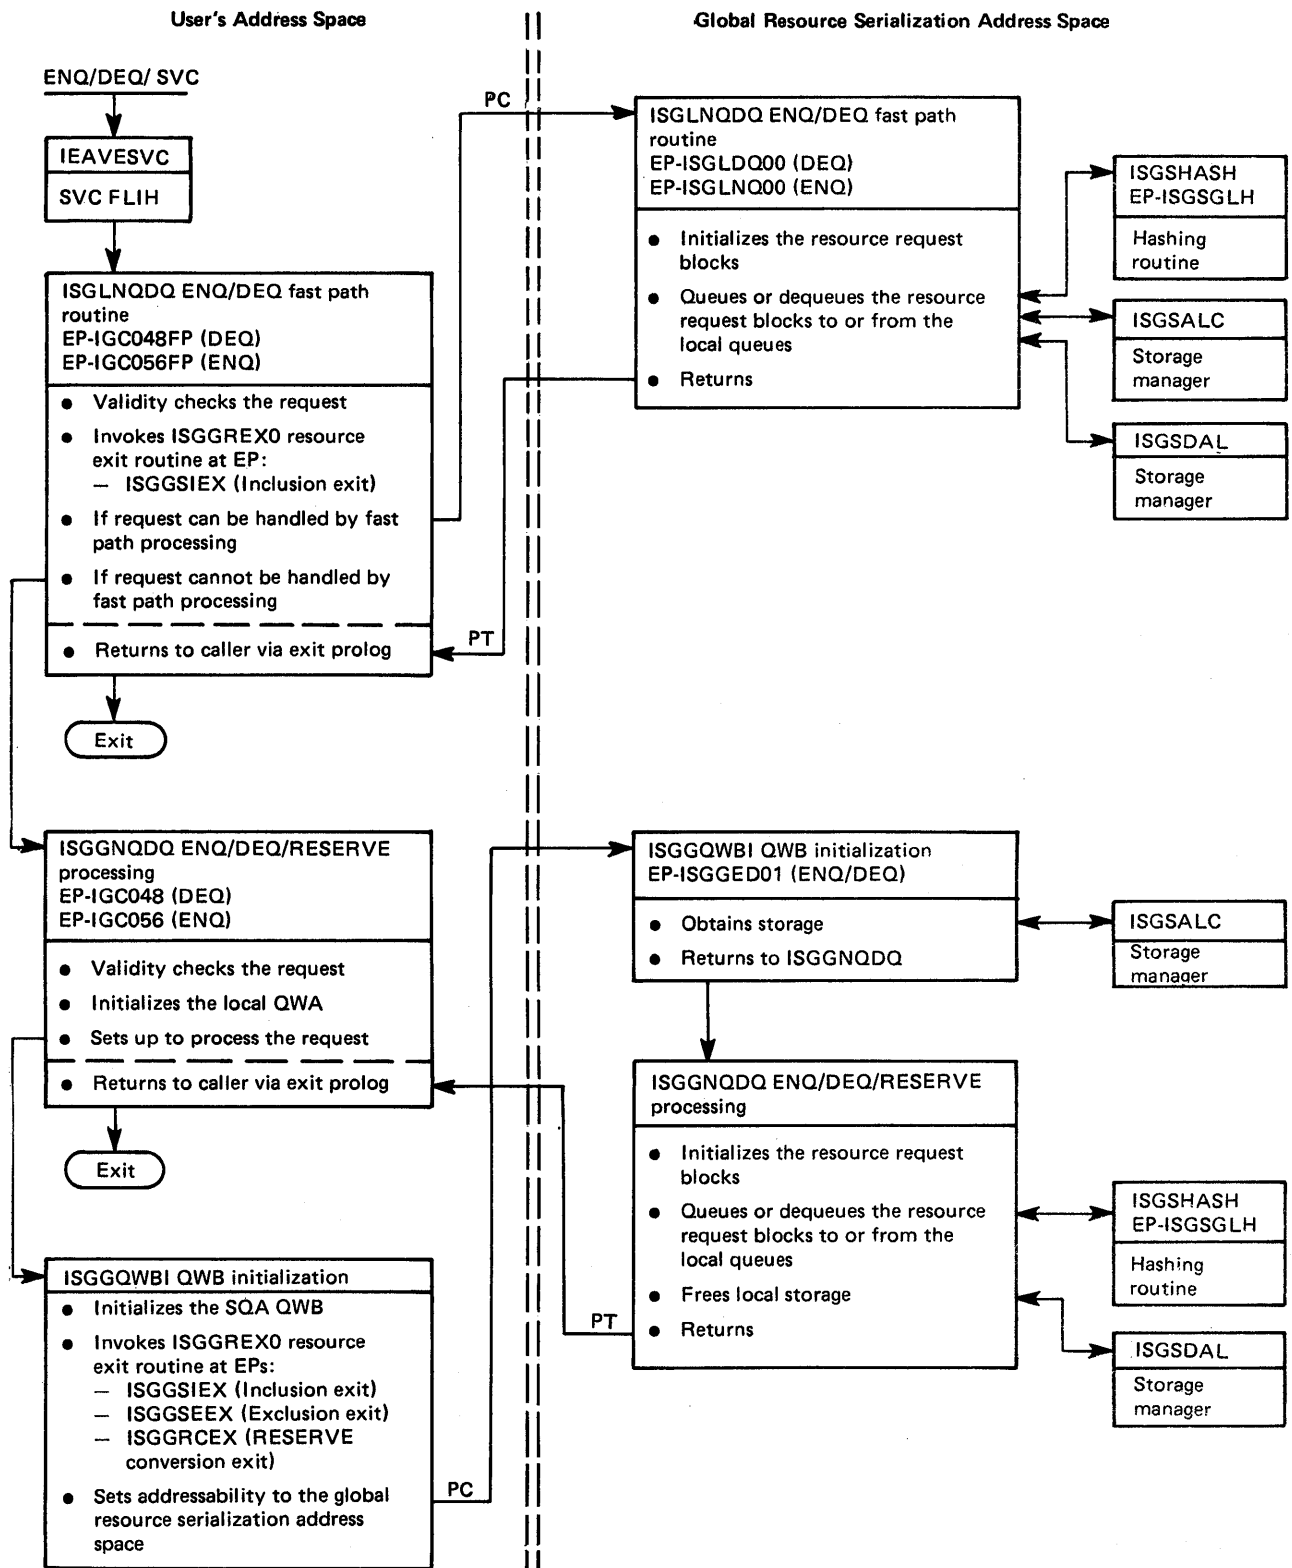 User's Address Space
Global Resource Serialization Address Space
ENQ/DEQ/ SVC
IEAVESVC
SVC FLIH
ISGLNQDQ ENQ/DEQ fast path
routine
EP-IGC048FP (DEQ)
EP-IGC056FP (ENQ)
● Validity checks the request
● Invokes ISGGREX0 resource
exit routine at EP:
— ISGGSIEX (Inclusion exit)
● If request can be handled by fast
path processing
● If request cannot be handled by
fast path processing
● Returns to caller via exit prolog
Exit
PC
PT
ISGLNQDQ ENQ/DEQ fast path
routine
EP-ISGLDQ00 (DEQ)
EP-ISGLNQ00 (ENQ)
● Initializes the resource request
blocks
● Queues or dequeues the resource
request blocks to or from the
local queues
● Returns
ISGSHASH
EP-ISGSGLH
Hashing
routine
ISGSALC
Storage
manager
ISGSDAL
Storage
manager
ISGGNQDQ ENQ/DEQ/RESERVE
processing
EP-IGC048 (DEQ)
EP-IGC056 (ENQ)
● Validity checks the request
● Initializes the local QWA
● Sets up to process the request
● Returns to caller via exit prolog
Exit
ISGGQWBI QWB initialization
● Initializes the SQA QWB
● Invokes ISGGREX0 resource
exit routine at EPs:
— ISGGSIEX (Inclusion exit)
— ISGGSEEX (Exclusion exit)
— ISGGRCEX (RESERVE
conversion exit)
● Sets addressability to the global
resource serialization address
space
PC
PT
ISGGQWBI QWB initialization
EP-ISGGED01 (ENQ/DEQ)
● Obtains storage
● Returns to ISGGNQDQ
ISGSALC
Storage
manager
ISGGNQDQ ENQ/DEQ/RESERVE
processing
● Initializes the resource request
blocks
● Queues or dequeues the resource
request blocks to or from the
local queues
● Frees local storage
● Returns
ISGSHASH
EP-ISGSGLH
Hashing
routine
ISGSDAL
Storage
manager